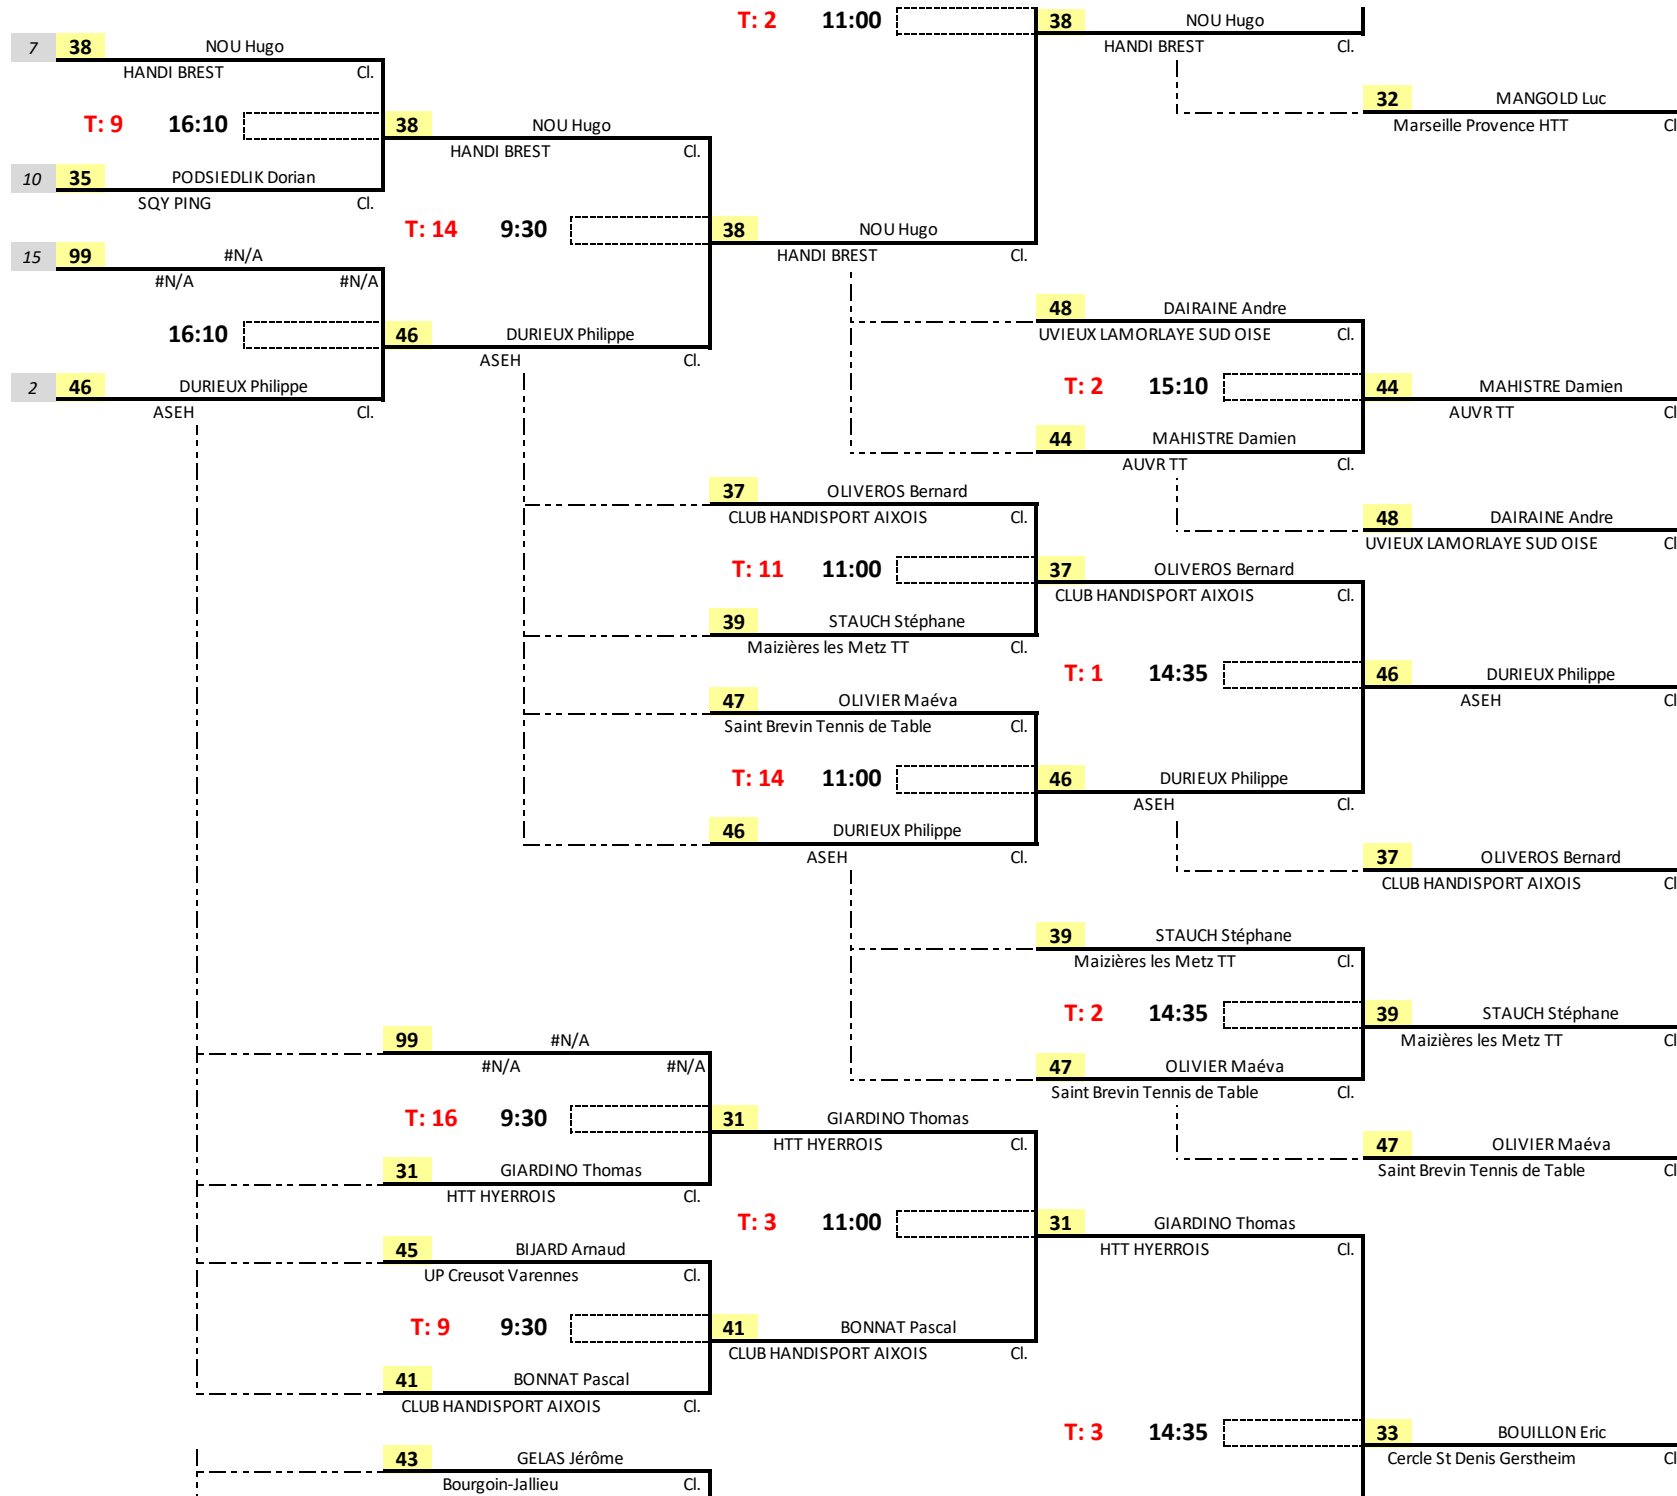 T: 2 11:00 38 NOU Hugo
HANDI BREST Cl.
7 38 NOU Hugo
HANDI BREST Cl.
32 MANGOLD Luc
Marseille Provence HTT Cl
T: 9 16:10 38 NOU Hugo
HANDI BREST Cl.
10 35 PODSIEDLIK Dorian
SQY PING Cl.
T: 14 9:30 38 NOU Hugo
HANDI BREST Cl.
15 99 #N/A
#N/A #N/A
48 DAIRAINE Andre
UVIEUX LAMORLAYE SUD OISE Cl.
16:10 46 DURIEUX Philippe
ASEH Cl.
2 46 DURIEUX Philippe
ASEH Cl.
T: 2 15:10 44 MAHISTRE Damien
AUVR TT Cl
44 MAHISTRE Damien
AUVR TT Cl.
37 OLIVEROS Bernard
CLUB HANDISPORT AIXOIS Cl.
48 DAIRAINE Andre
UVIEUX LAMORLAYE SUD OISE Cl
T: 11 11:00 37 OLIVEROS Bernard
CLUB HANDISPORT AIXOIS Cl.
39 STAUCH Stéphane
Maizières les Metz TT Cl.
T: 1 14:35 46 DURIEUX Philippe
ASEH Cl
47 OLIVIER Maéva
Saint Brevin Tennis de Table Cl.
T: 14 11:00 46 DURIEUX Philippe
ASEH Cl.
46 DURIEUX Philippe
ASEH Cl.
37 OLIVEROS Bernard
CLUB HANDISPORT AIXOIS Cl
39 STAUCH Stéphane
Maizières les Metz TT Cl.
T: 2 14:35 39 STAUCH Stéphane
Maizières les Metz TT Cl
99 #N/A
#N/A #N/A
47 OLIVIER Maéva
Saint Brevin Tennis de Table Cl.
T: 16 9:30 31 GIARDINO Thomas
HTT HYERROIS Cl.
47 OLIVIER Maéva
Saint Brevin Tennis de Table Cl
31 GIARDINO Thomas
HTT HYERROIS Cl.
T: 3 11:00 31 GIARDINO Thomas
HTT HYERROIS Cl.
45 BIJARD Arnaud
UP Creusot Varennes Cl.
T: 9 9:30 41 BONNAT Pascal
CLUB HANDISPORT AIXOIS Cl.
41 BONNAT Pascal
CLUB HANDISPORT AIXOIS Cl.
T: 3 14:35 33 BOUILLON Eric
Cercle St Denis Gerstheim Cl
43 GELAS Jérôme
Bourgoin-Jallieu Cl.